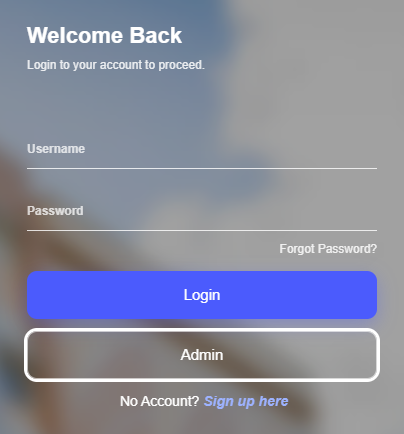 Welcome Back
Login to your account to proceed.
Username
Password
Forgot Password?
Login
Admin
No Account? Sign up here